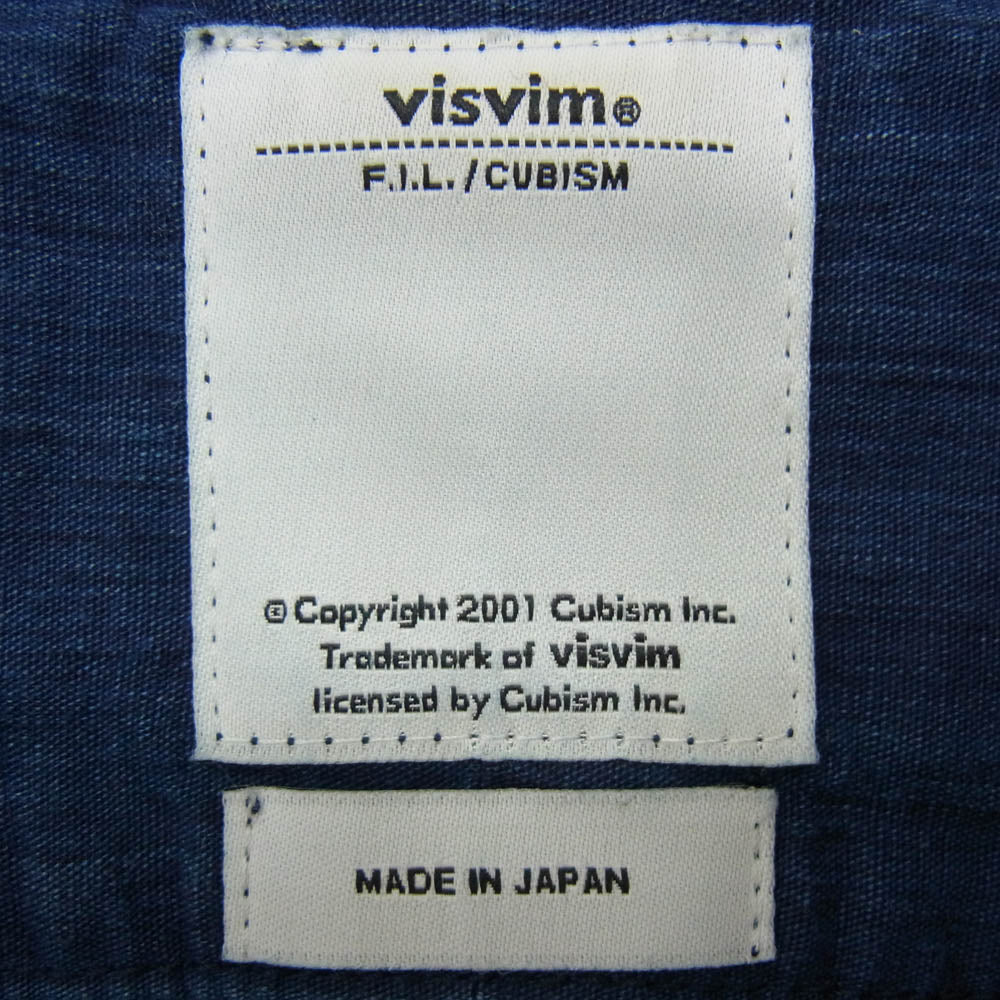 visvim®
F.I.L./CUBISM
© Copyright 2001 Cubism Inc.
Trademark of visvim
licensed by Cubism Inc.
MADE IN JAPAN